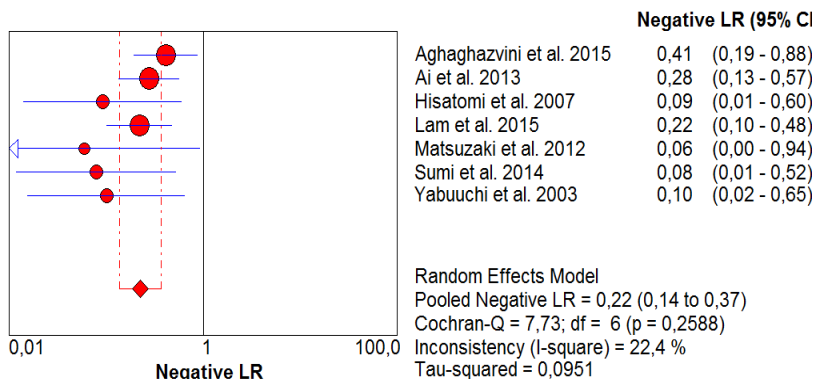 Negative LR (95% CI
Aghaghazvini et al. 2015 0,41 (0,19 - 0,88)
Ai et al. 2013 0,28 (0,13 - 0,57)
Hisatomi et al. 2007 0,09 (0,01 - 0,60)
Lam et al. 2015 0,22 (0,10 - 0,48)
Matsuzaki et al. 2012 0,06 (0,00 - 0,94)
Sumi et al. 2014 0,08 (0,01 - 0,52)
Yabuuchi et al. 2003 0,10 (0,02 - 0,65)
Random Effects Model
Pooled Negative LR = 0,22 (0,14 to 0,37)
Cochran-Q = 7,73; df = 6 (p = 0,2588)
Inconsistency (I-square) = 22,4 %
Tau-squared = 0,0951
0,01 1 100,0
Negative LR